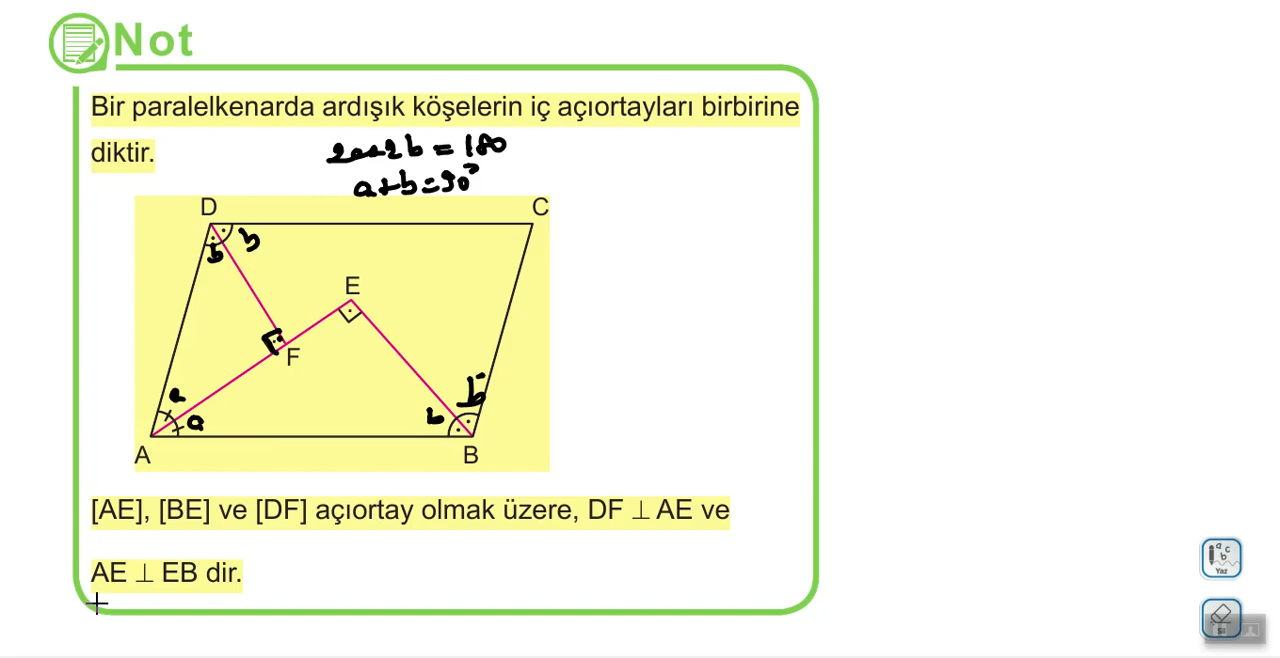 Not
Bir paralelkenarda ardışık köşelerin iç açıortayları birbirine
diktir.
2a+2b = 180
a+b=90°
D
C
b
b
E
F
a
a
b
b
A
B
[AE], [BE] ve [DF] açıortay olmak üzere, DF ⊥ AE ve
AE ⊥ EB dir.
a c
b
Yaz
Sil